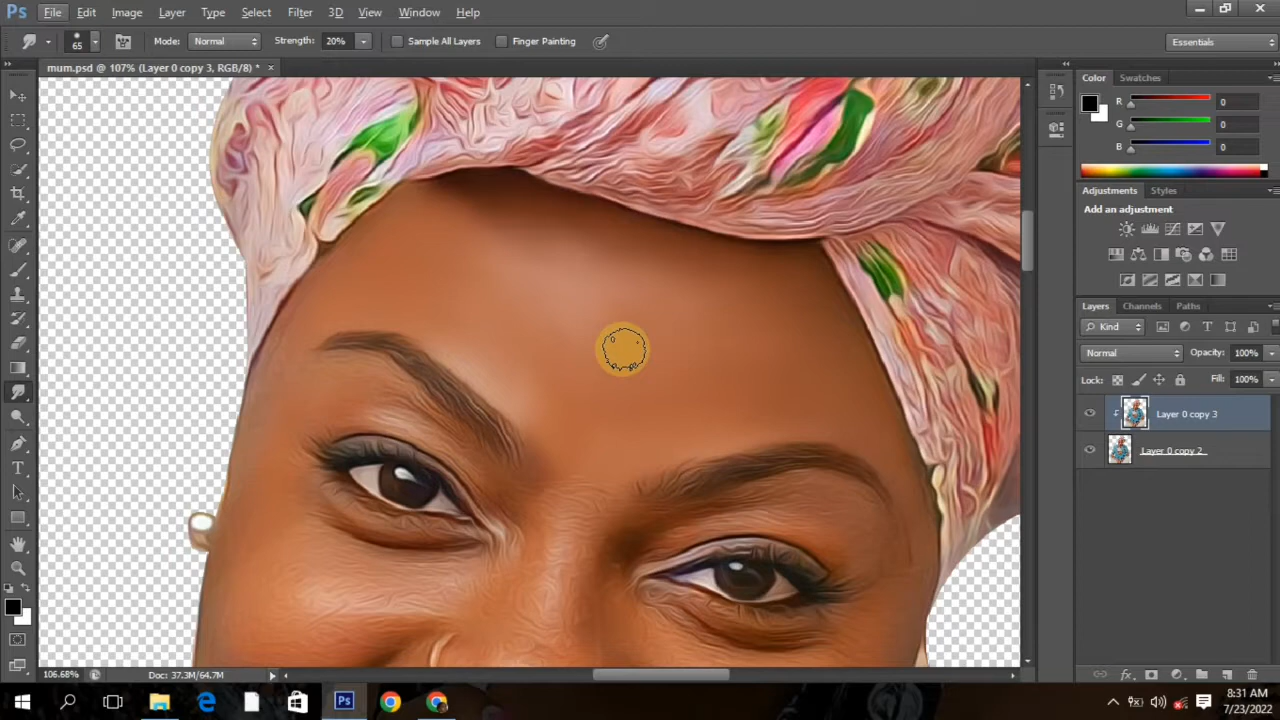 Ps File Edit Image Layer Type Select Filter 3D View Window Help
65 Mode: Normal Strength: 20% Sample All Layers Finger Painting Essentials
mum.psd @ 107% (Layer 0 copy 3, RGB/8) * ×
Color Swatches
R 0
G 0
B 0
Adjustments Styles
Add an adjustment
Layers Channels Paths
Kind
Normal Opacity: 100%
Lock: Fill: 100%
Layer 0 copy 3
Layer 0 copy 2
106.68% Doc: 37.3M/64.7M
8:31 AM
7/23/2022